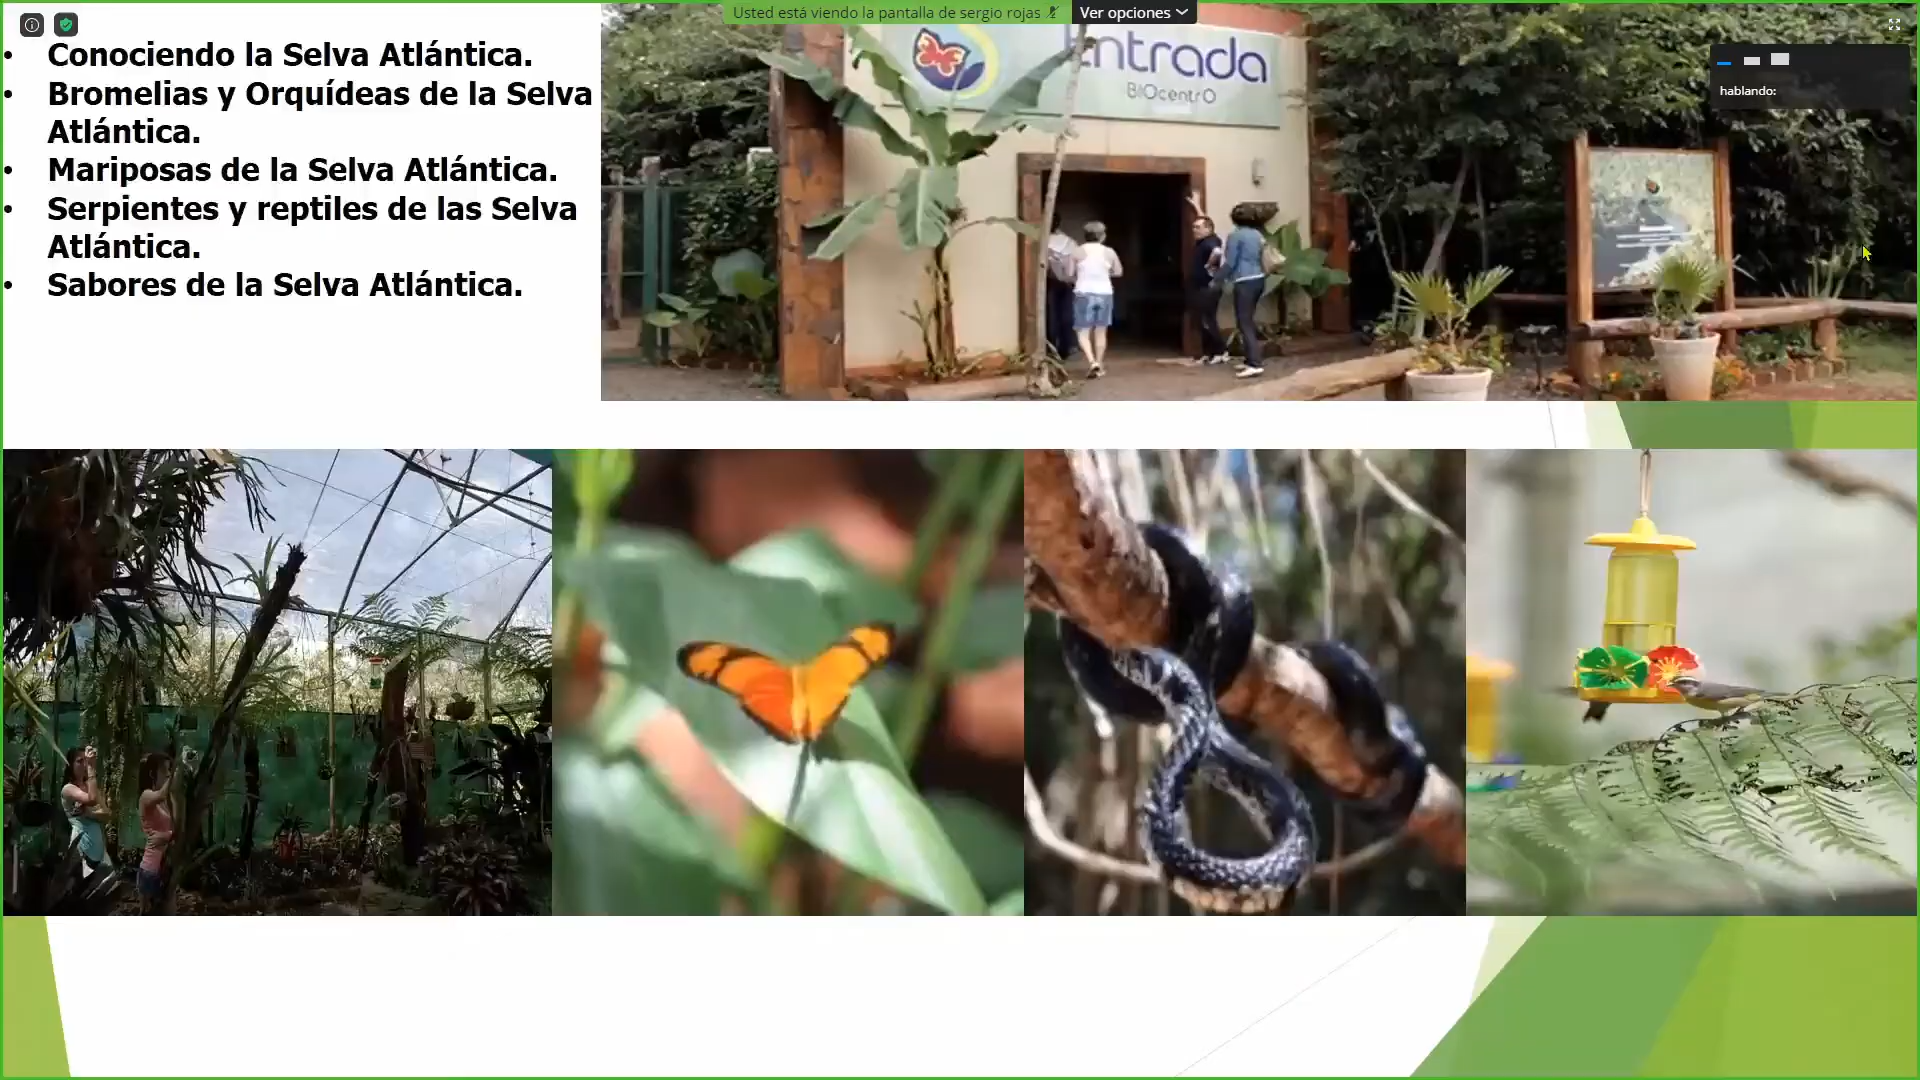 Usted está viendo la pantalla de sergio rojas
Ver opciones
• Conociendo la Selva Atlántica.
• Bromelias y Orquídeas de la Selva
Atlántica.
• Mariposas de la Selva Atlántica.
• Serpientes y reptiles de las Selva
Atlántica.
• Sabores de la Selva Atlántica.
Entrada
BIOcentrO
hablando: